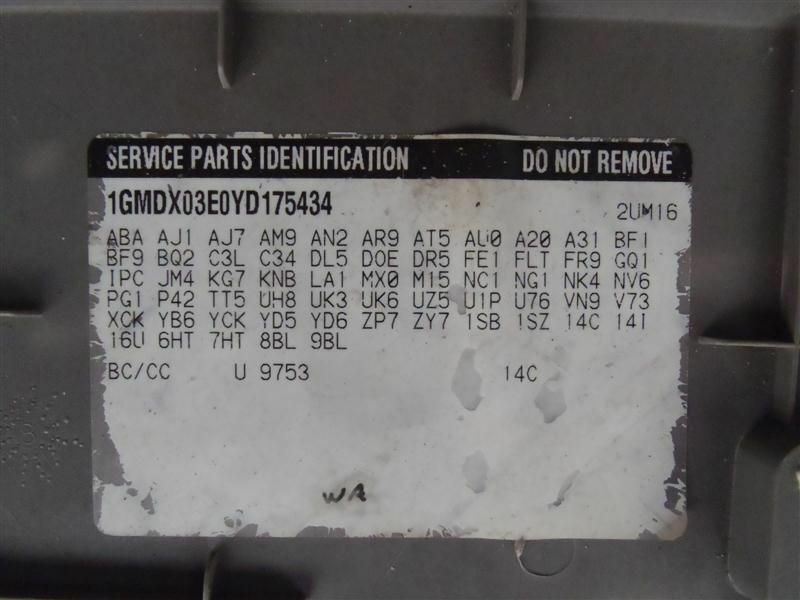 SERVICE PARTS IDENTIFICATION DO NOT REMOVE
1GMDX03E0YD175434 2UM16
ABA AJ1 AJ7 AM9 AN2 AR9 AT5 AU0 A20 A31 BF1
BF9 BQ2 C3L C34 DL5 D0E DR5 FE1 FLT FR9 GQ1
IPC JM4 KG7 KNB LA1 MX0 M15 NC1 NG1 NK4 NV6
PG1 P42 TT5 UH8 UK3 UK6 UZ5 U1P U76 VN9 V73
XCK YB6 YCK YD5 YD6 ZP7 ZY7 1SB 1SZ 14C 14I
16U 6HT 7HT 8BL 9BL
BC/CC U 9753 14C
WA